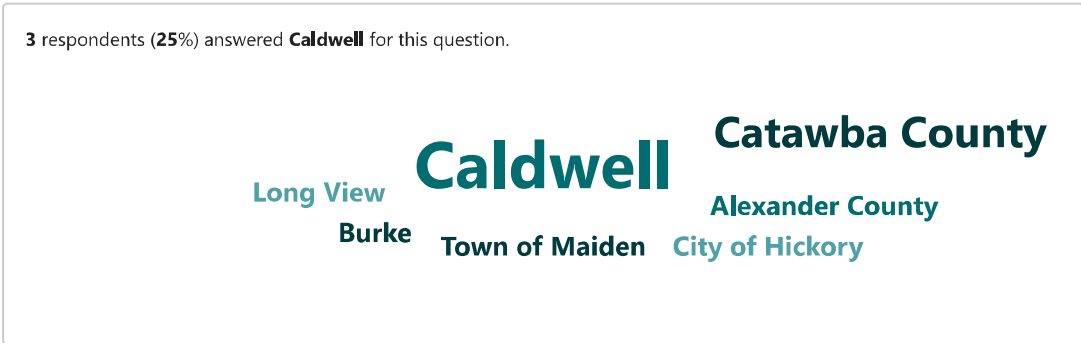 3 respondents (25%) answered Caldwell for this question.
Catawba County
Caldwell
Long View
Alexander County
Burke
Town of Maiden
City of Hickory